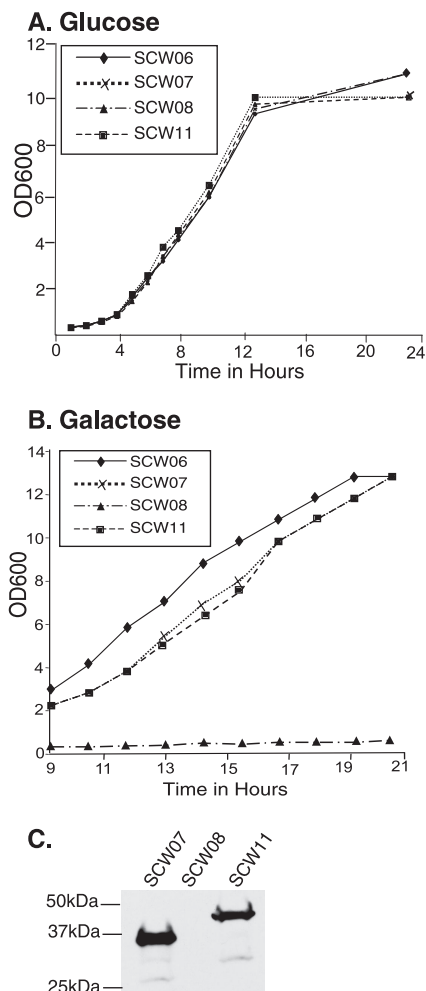 A. Glucose
12
10
8
6
4
2
OD600
SCW06
SCW07
SCW08
SCW11
0 4 8 12 16 20 24
Time in Hours
B. Galactose
14
12
10
8
6
4
2
0
OD600
SCW06
SCW07
SCW08
SCW11
9 11 13 15 17 19 21
Time in Hours
C.
SCW07 SCW08 SCW11
50kDa
37kDa
25kDa